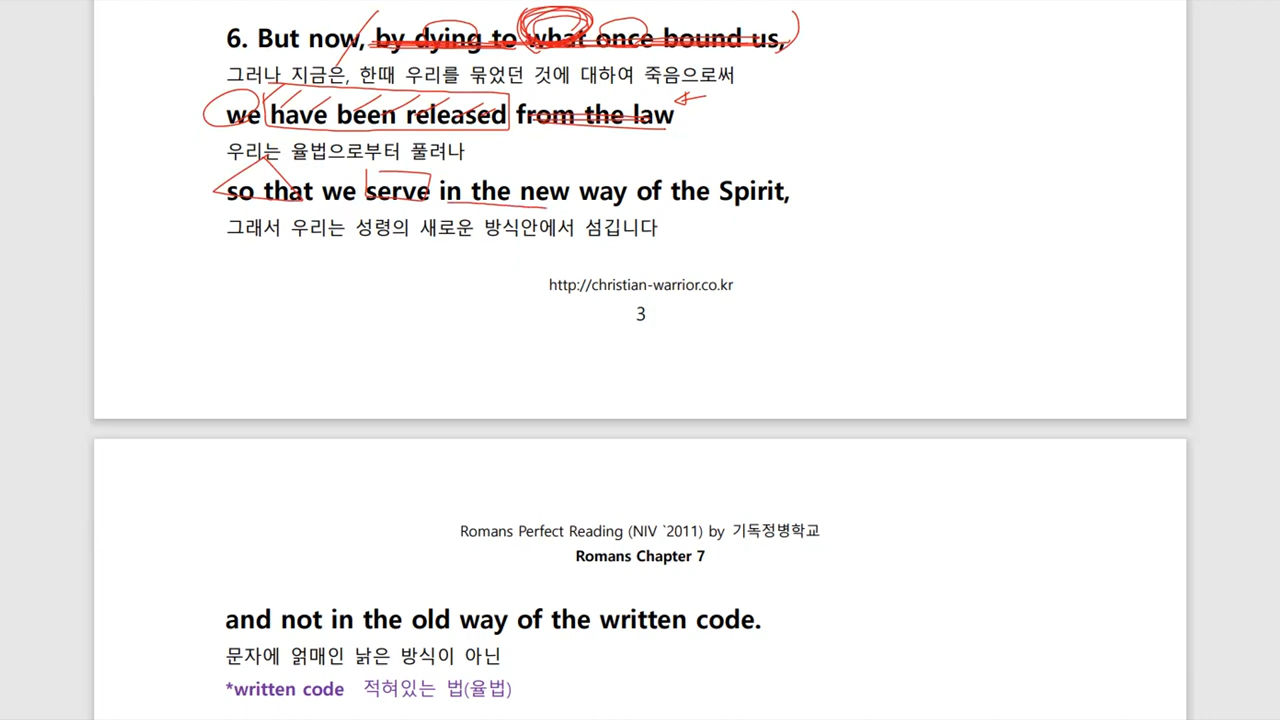 6. But now, by dying to what once bound us,
그러나 지금은, 한때 우리를 묶었던 것에 대하여 죽음으로써
we have been released from the law
우리는 율법으로부터 풀려나
so that we serve in the new way of the Spirit,
그래서 우리는 성령의 새로운 방식안에서 섬깁니다
http://christian-warrior.co.kr
3
Romans Perfect Reading (NIV `2011) by 기독정병학교
Romans Chapter 7
and not in the old way of the written code.
문자에 얽매인 낡은 방식이 아닌
*written code 적혀있는 법(율법)